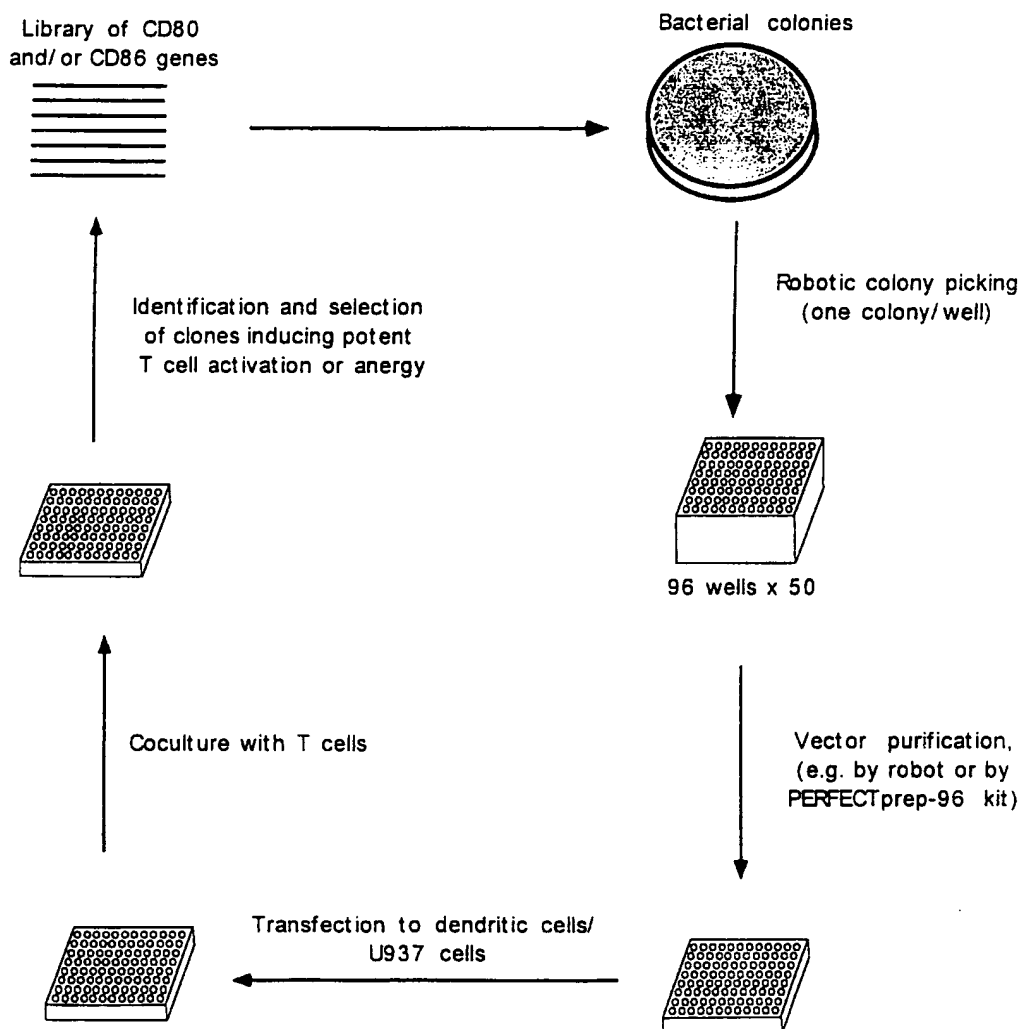 Library of CD80
and/or CD86 genes
Bacterial colonies
Robotic colony picking
(one colony/well)
Identification and selection
of clones inducing potent
T cell activation or anergy
96 wells x 50
Coculture with T cells
Vector purification,
(e.g. by robot or by
PERFECTprep-96 kit)
Transfection to dendritic cells/
U937 cells